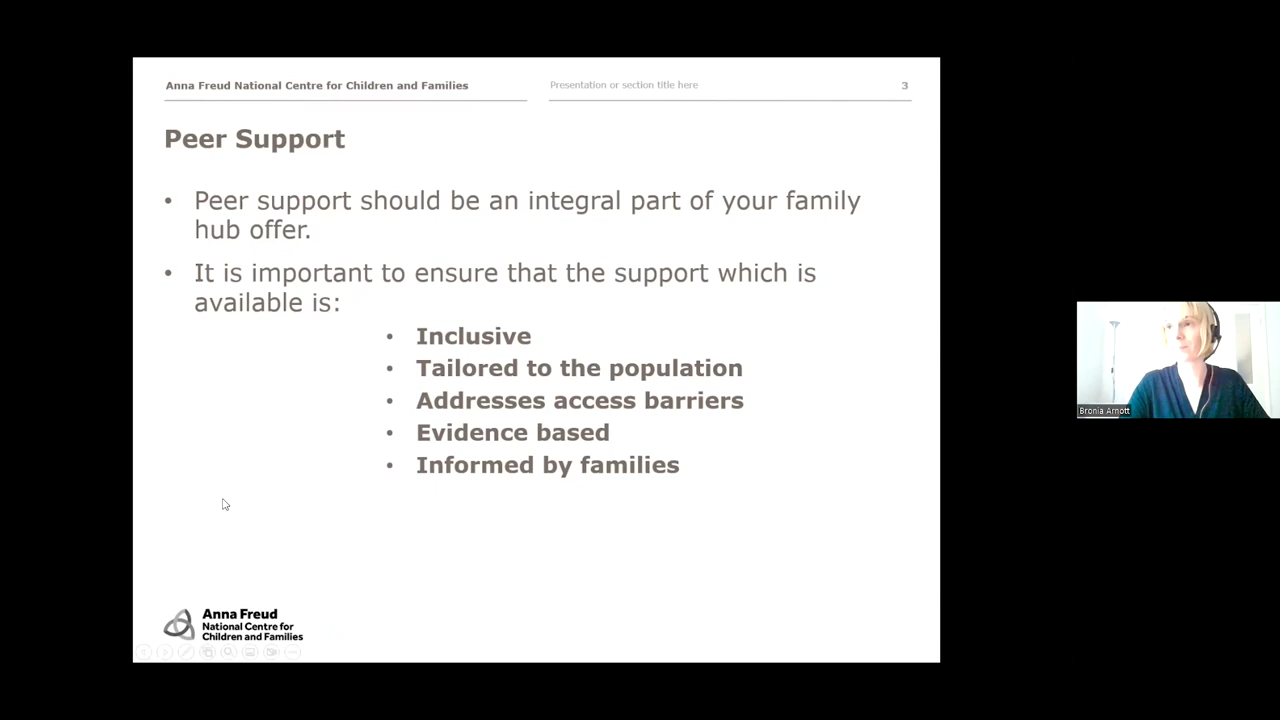 Anna Freud National Centre for Children and Families
Presentation or section title here
3
Peer Support
• Peer support should be an integral part of your family
hub offer.
• It is important to ensure that the support which is
available is:
• Inclusive
• Tailored to the population
• Addresses access barriers
• Evidence based
• Informed by families
Bronia Arnott
Anna Freud
National Centre for
Children and Families